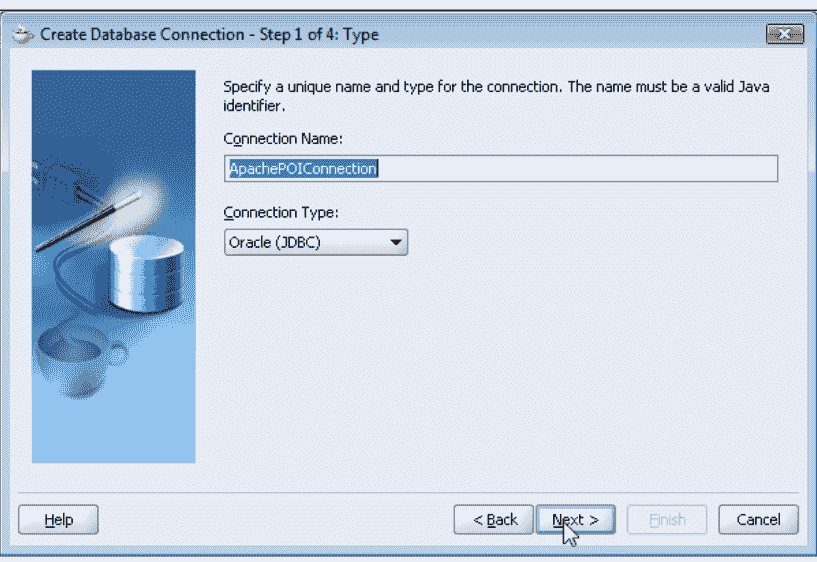 Create Database Connection - Step 1 of 4: Type
Specify a unique name and type for the connection. The name must be a valid Java
identifier.
Connection Name:
ApachePOIConnection
Connection Type:
Oracle (JDBC)
Help
< Back
Next >
Finish
Cancel